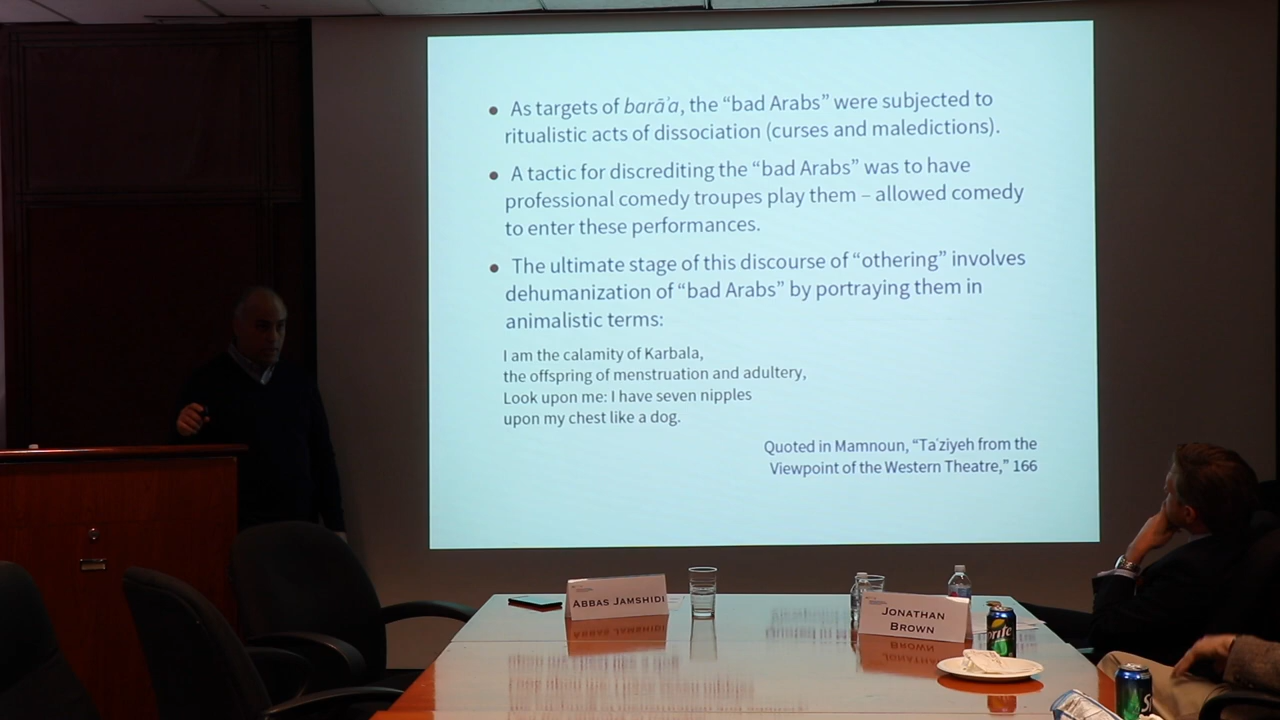 • As targets of barāʾa, the “bad Arabs” were subjected to
ritualistic acts of dissociation (curses and maledictions).
• A tactic for discrediting the “bad Arabs” was to have
professional comedy troupes play them – allowed comedy
to enter these performances.
• The ultimate stage of this discourse of “othering” involves
dehumanization of “bad Arabs” by portraying them in
animalistic terms:
I am the calamity of Karbala,
the offspring of menstruation and adultery,
Look upon me: I have seven nipples
upon my chest like a dog.
Quoted in Mamnoun, “Taʿziyeh from the
Viewpoint of the Western Theatre,” 166
ABBAS JAMSHIDI
JONATHAN
BROWN
Sprite